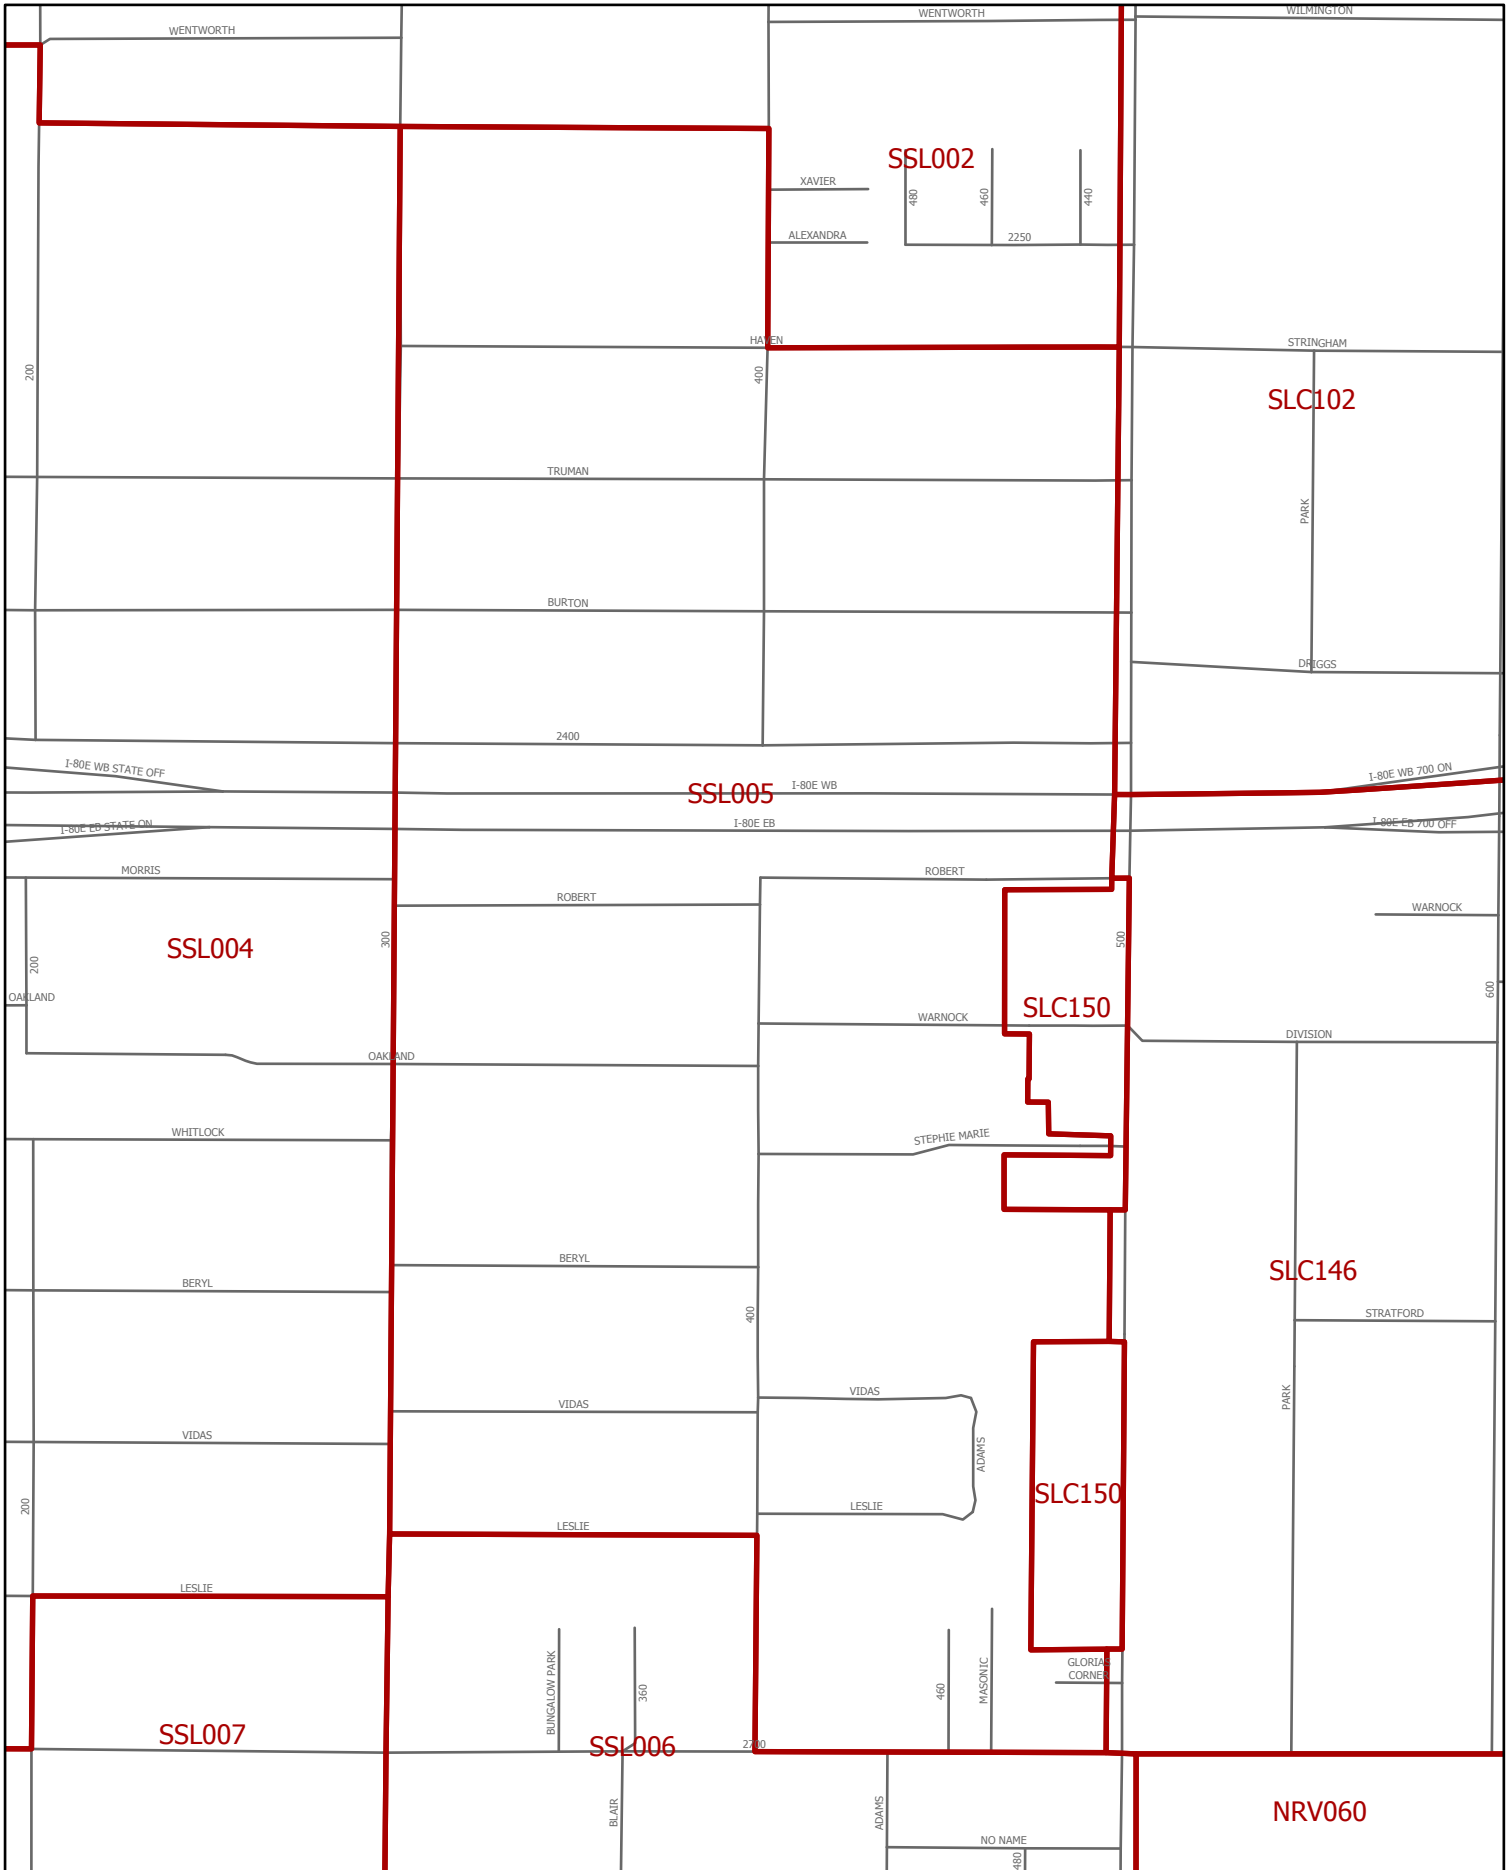 WENTWORTH
WENTWORTH
WILMINGTON
SSL002
XAVIER
480
460
440
ALEXANDRA
2250
HAVEN
STRINGHAM
200
400
SLC102
TRUMAN
PARK
BURTON
DRIGGS
2400
I-80E WB STATE OFF
I-80E WB 700 ON
I-80E WB
SSL005
I-80E EB STATE ON
I-80E EB
I-80E EB 700 OFF
MORRIS
ROBERT
ROBERT
WARNOCK
SSL004
300
500
200
OAKLAND
600
SLC150
WARNOCK
DIVISION
OAKLAND
WHITLOCK
STEPHIE MARIE
BERYL
SLC146
BERYL
400
STRATFORD
VIDAS
VIDAS
PARK
VIDAS
ADAMS
SLC150
200
LESLIE
LESLIE
LESLIE
GLORIAS
CORNER
BUNGALOW PARK
360
460
MASONIC
SSL007
SSL006
2700
BLAIR
ADAMS
NRV060
NO NAME
480